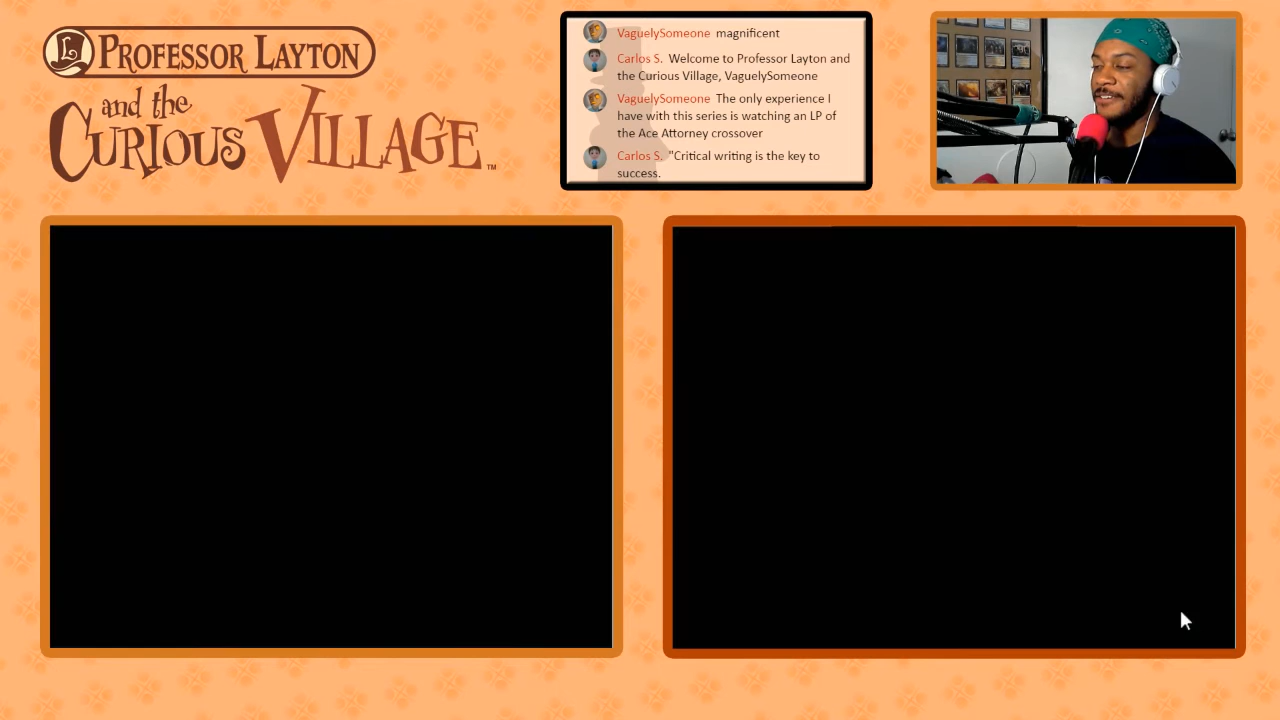 L PROFESSOR LAYTON
and the
CURIOUS VILLAGE™
VaguelySomeone magnificent
Carlos S. Welcome to Professor Layton and
the Curious Village, VaguelySomeone
VaguelySomeone The only experience I
have with this series is watching an LP of
the Ace Attorney crossover
Carlos S. "Critical writing is the key to
success.